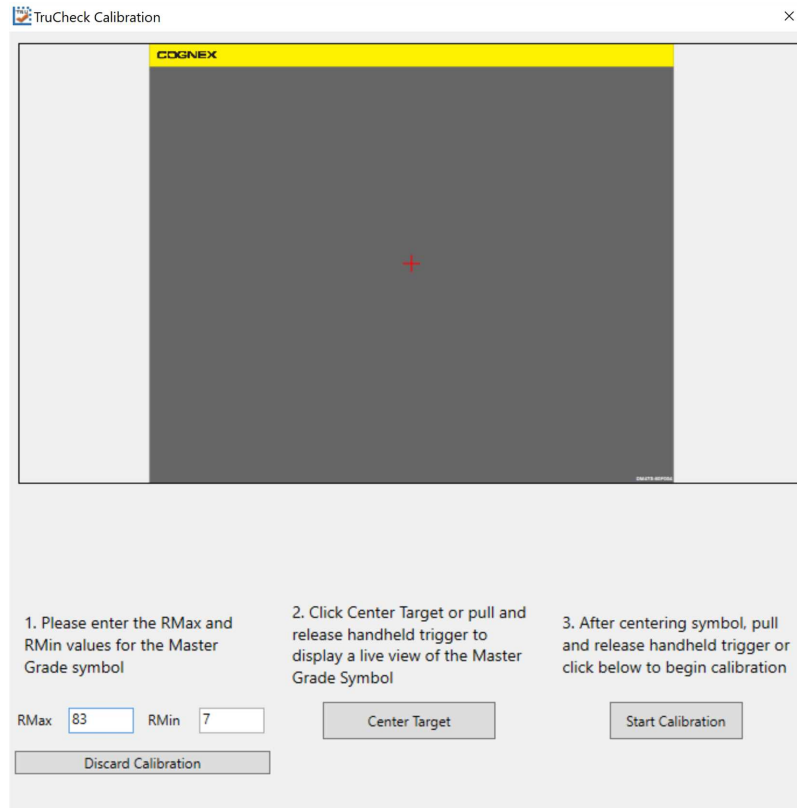 TruCheck Calibration
COGNEX
1. Please enter the RMax and
RMin values for the Master
Grade symbol
RMax 83 RMin 7
Discard Calibration
2. Click Center Target or pull and
release handheld trigger to
display a live view of the Master
Grade Symbol
Center Target
3. After centering symbol, pull
and release handheld trigger or
click below to begin calibration
Start Calibration